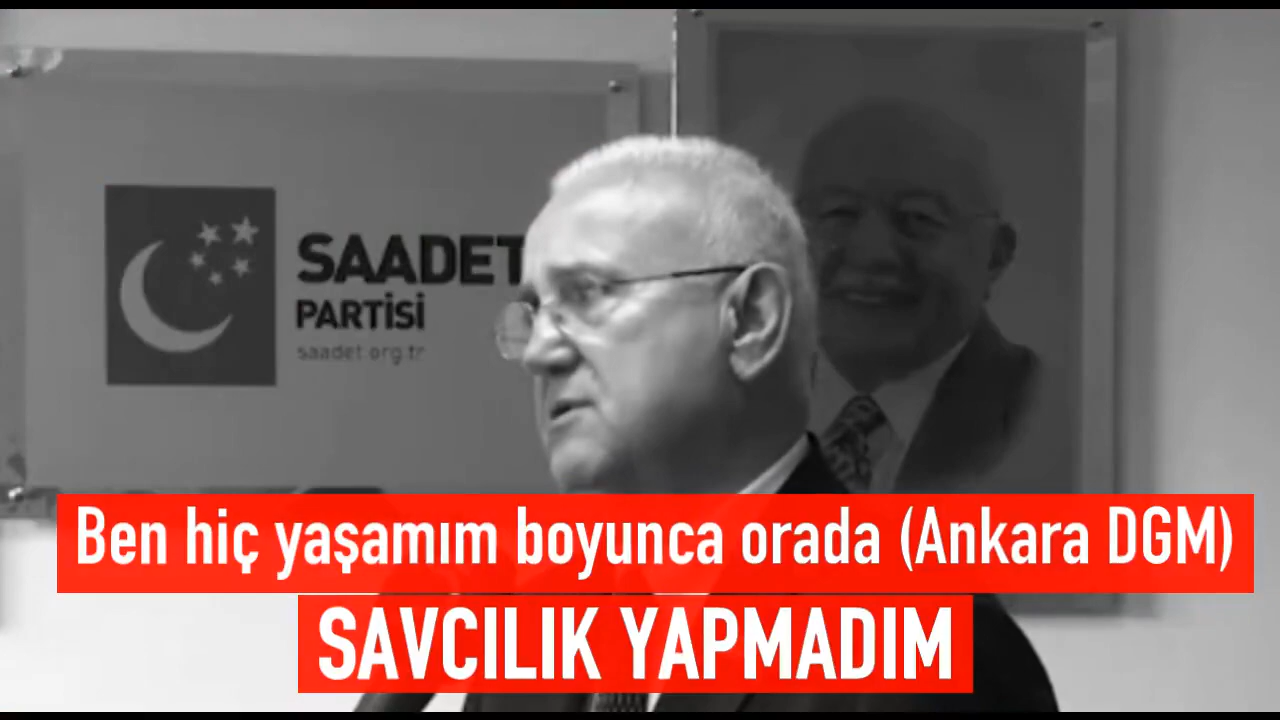 SAADET
PARTİSİ
saadet.org.tr
Ben hiç yaşamım boyunca orada (Ankara DGM)
SAVCILIK YAPMADIM